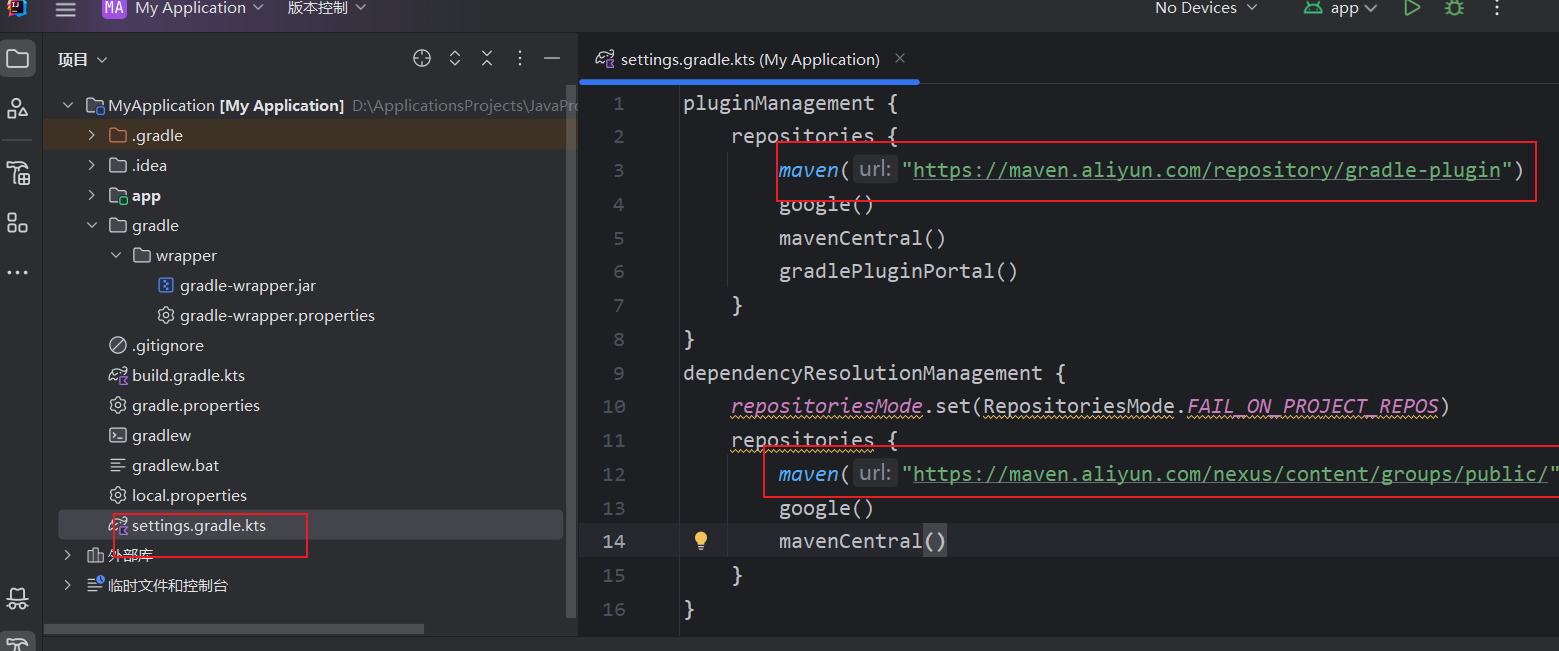 MA My Application 版本控制 No Devices app
项目
MyApplication [My Application] D:\ApplicationsProjects\JavaPro
.gradle
.idea
app
gradle
wrapper
gradle-wrapper.jar
gradle-wrapper.properties
.gitignore
build.gradle.kts
gradle.properties
gradlew
gradlew.bat
local.properties
settings.gradle.kts
外部库
临时文件和控制台
settings.gradle.kts (My Application)
1 pluginManagement {
2 repositories {
3 maven( url: "https://maven.aliyun.com/repository/gradle-plugin")
4 google()
5 mavenCentral()
6 gradlePluginPortal()
7 }
8 }
9 dependencyResolutionManagement {
10 repositoriesMode.set(RepositoriesMode.FAIL_ON_PROJECT_REPOS)
11 repositories {
12 maven( url: "https://maven.aliyun.com/nexus/content/groups/public/"
13 google()
14 mavenCentral()
15 }
16 }